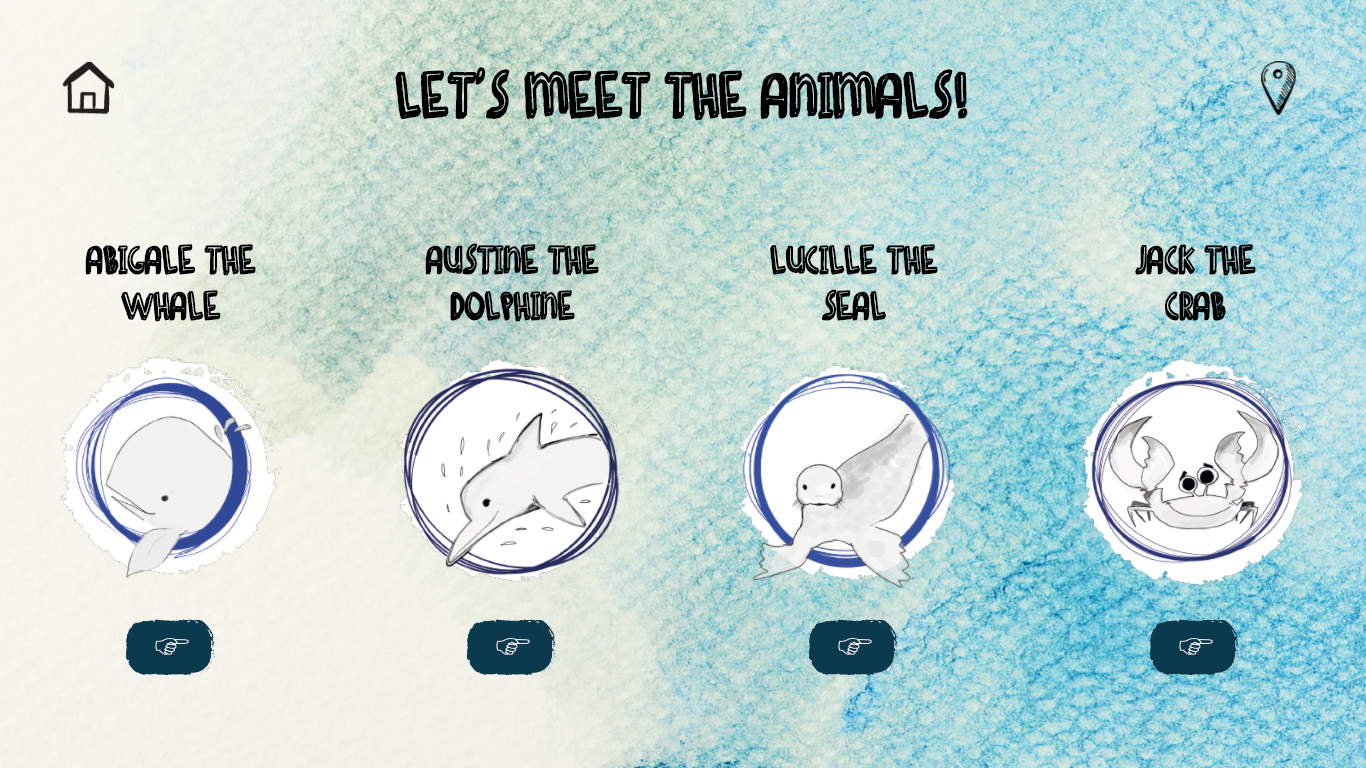 LET'S MEET THE ANIMALS!
ABIGALE THE
WHALE
AUSTINE THE
DOLPHINE
LUCILLE THE
SEAL
JACK THE
CRAB